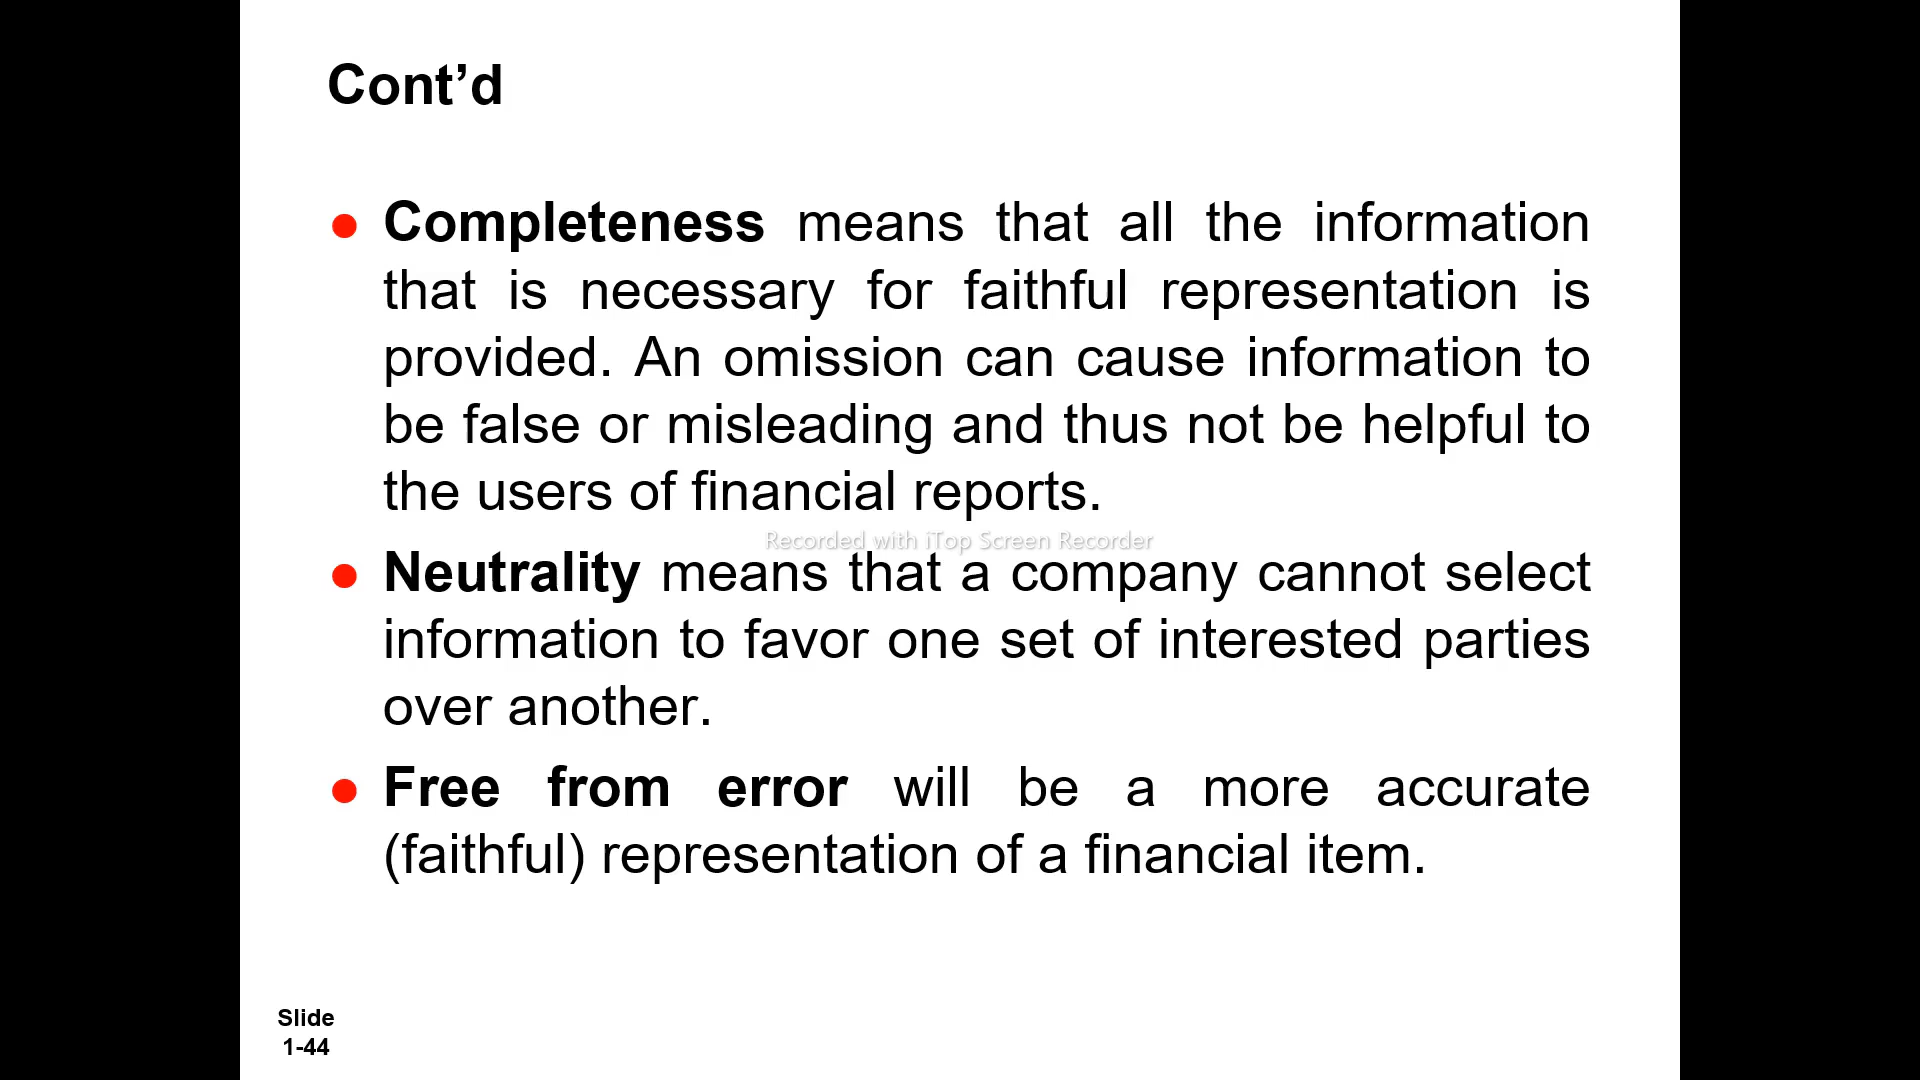 Cont’d
● Completeness means that all the information
that is necessary for faithful representation is
provided. An omission can cause information to
be false or misleading and thus not be helpful to
the users of financial reports.
Recorded with iTop Screen Recorder
● Neutrality means that a company cannot select
information to favor one set of interested parties
over another.
● Free from error will be a more accurate
(faithful) representation of a financial item.
Slide
1-44